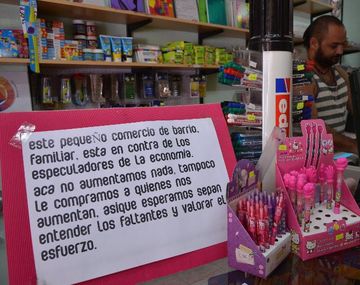 este pequeño comercio de barrio,
familiar, esta en contra de los
especuladores de la economia.
aca no aumentamos nada, tampoco
le compramos a quienes nos
aumentan, asique esperamos sepan
entender los faltantes y valorar el
esfuerzo.